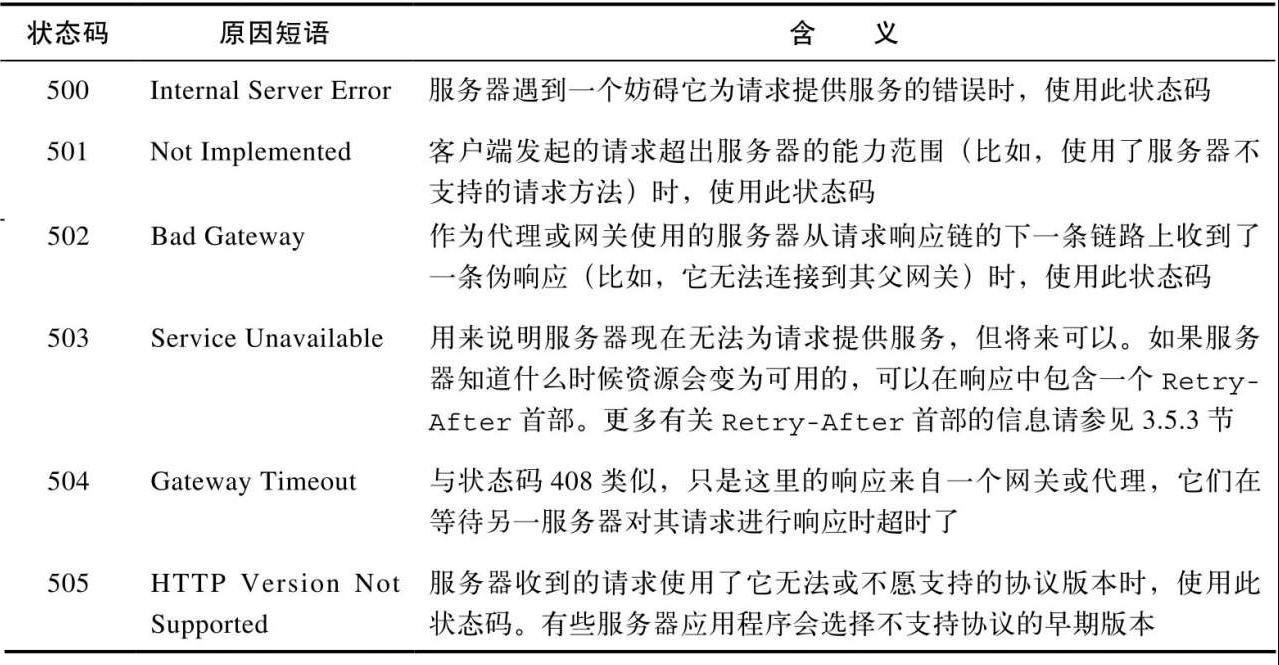 状态码 原因短语 含 义
500 Internal Server Error 服务器遇到一个妨碍它为请求提供服务的错误时，使用此状态码
501 Not Implemented 客户端发起的请求超出服务器的能力范围（比如，使用了服务器不
支持的请求方法）时，使用此状态码
502 Bad Gateway 作为代理或网关使用的服务器从请求响应链的下一条链路上收到了
一条伪响应（比如，它无法连接到其父网关）时，使用此状态码
503 Service Unavailable 用来说明服务器现在无法为请求提供服务，但将来可以。如果服务
器知道什么时候资源会变为可用的，可以在响应中包含一个 Retry-
After 首部。更多有关 Retry-After 首部的信息请参见 3.5.3 节
504 Gateway Timeout 与状态码 408 类似，只是这里的响应来自一个网关或代理，它们在
等待另一服务器对其请求进行响应时超时了
505 HTTP Version Not 服务器收到的请求使用了它无法或不愿支持的协议版本时，使用此
Supported 状态码。有些服务器应用程序会选择不支持协议的早期版本